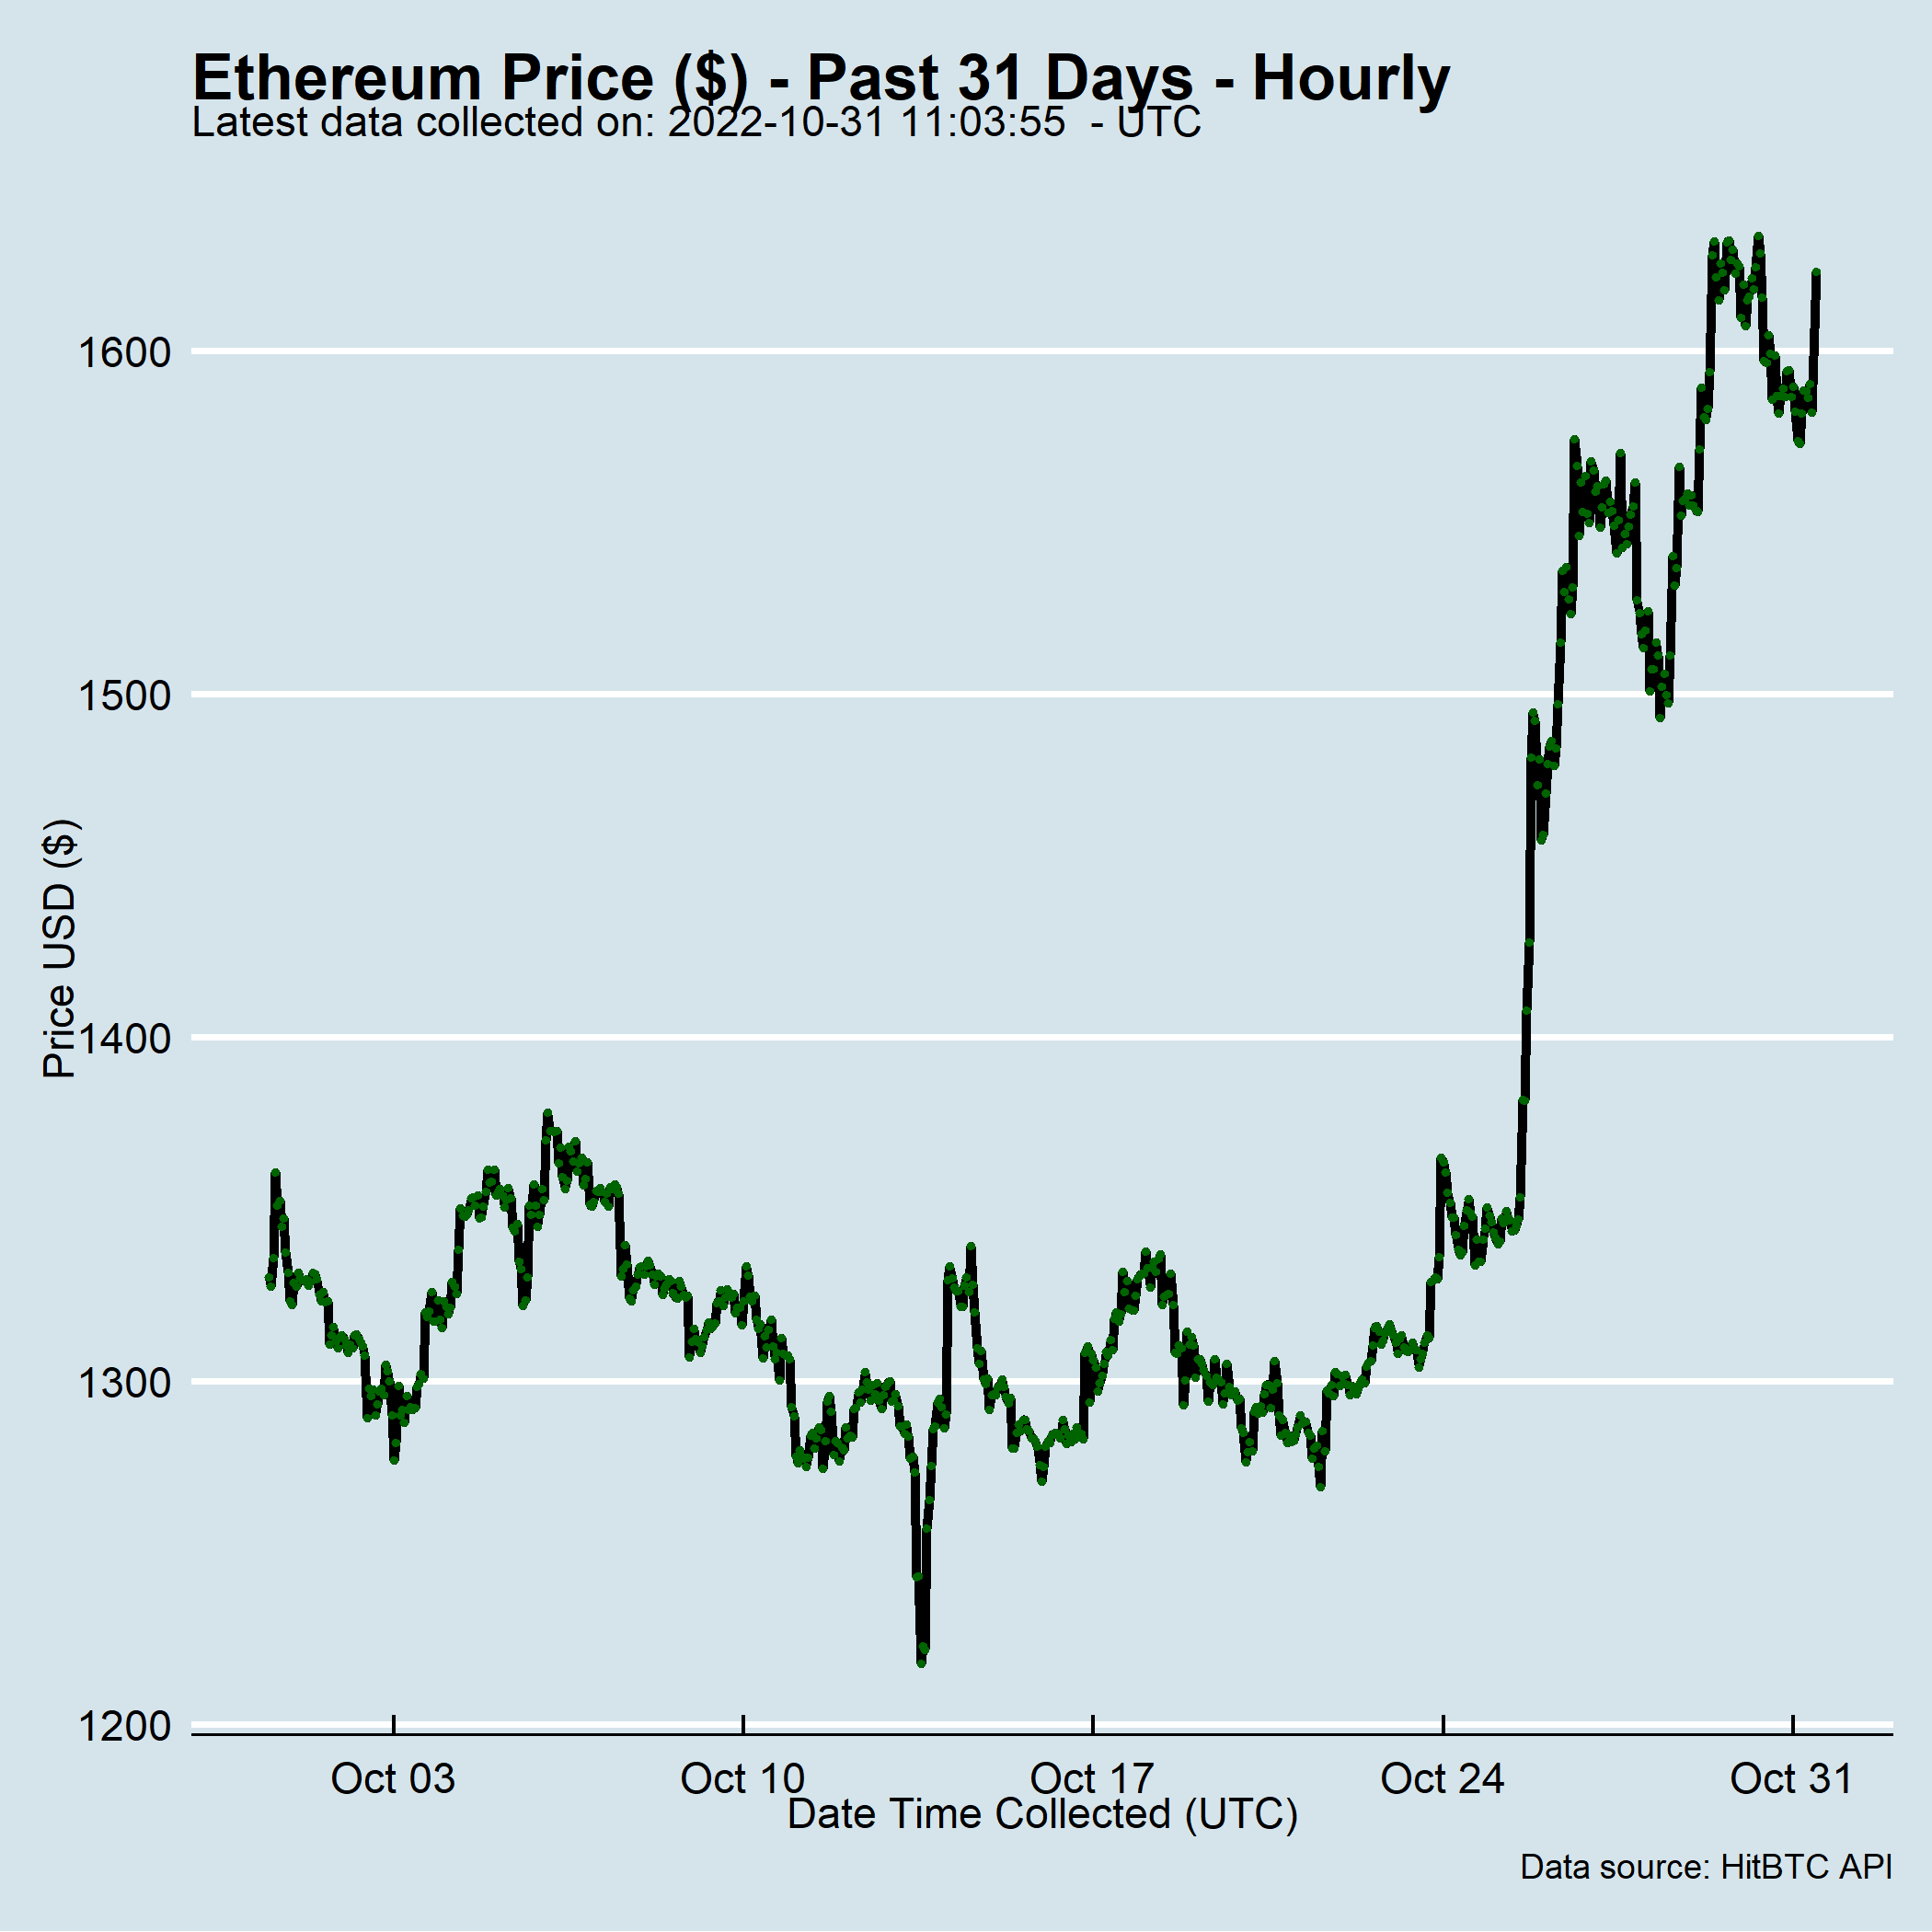 Ethereum Price ($) - Past 31 Days - Hourly
Latest data collected on: 2022-10-31 11:03:55  - UTC
Price USD ($)
1600
1500
1400
1300
1200
Oct 03
Oct 10
Oct 17
Oct 24
Oct 31
Date Time Collected (UTC)
Data source: HitBTC API